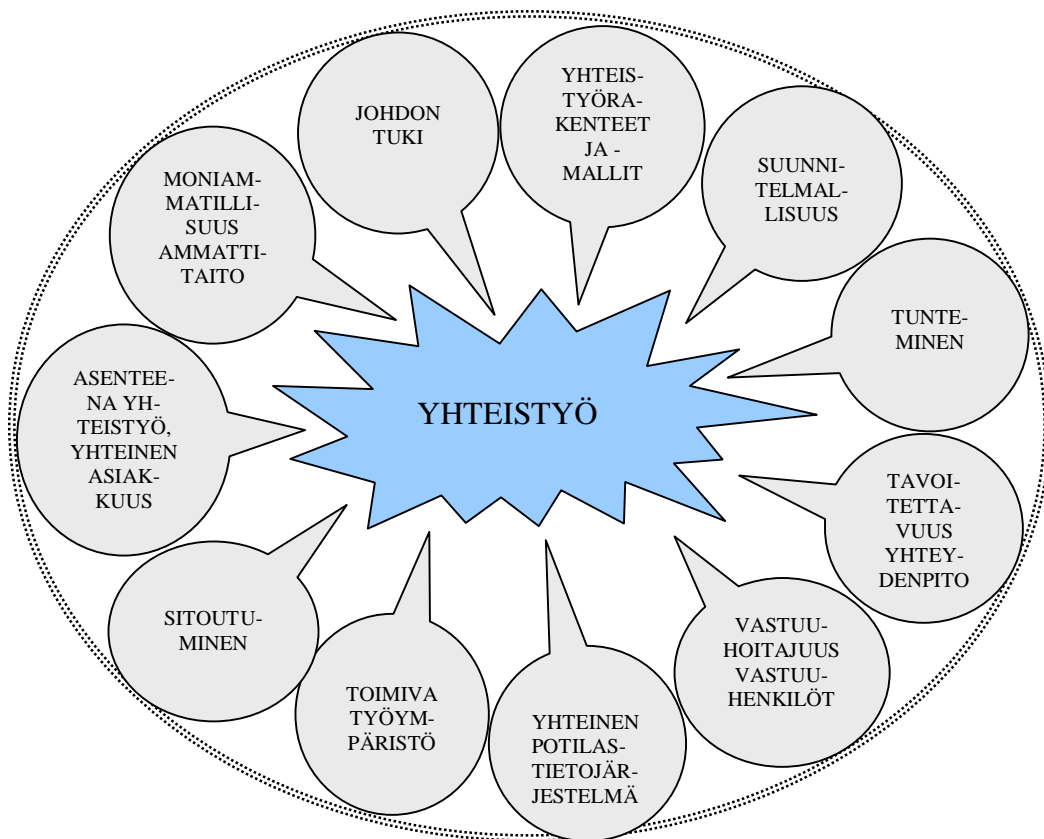 JOHDON
TUKI
YHTEIS-
TYÖRA-
KENTEET
JA -
MALLIT
SUUNNI-
TELMAL-
LISUUS
MONIAM-
MATILLI-
SUUS
AMMATTI-
TAITO
TUNTE-
MINEN
ASENTEE-
NA YH-
TEISTYÖ,
YHTEINEN
ASIAK-
KUUS
YHTEISTYÖ
TAVOI-
TETTA-
VUUS
YHTEY-
DENPITO
SITOUTU-
MINEN
VASTUU-
HOITAJUUS
VASTUU-
HENKILÖT
TOIMIVA
TYÖYM-
PÄRISTÖ
YHTEINEN
POTILAS-
TIETOJÄR-
JESTELMÄ